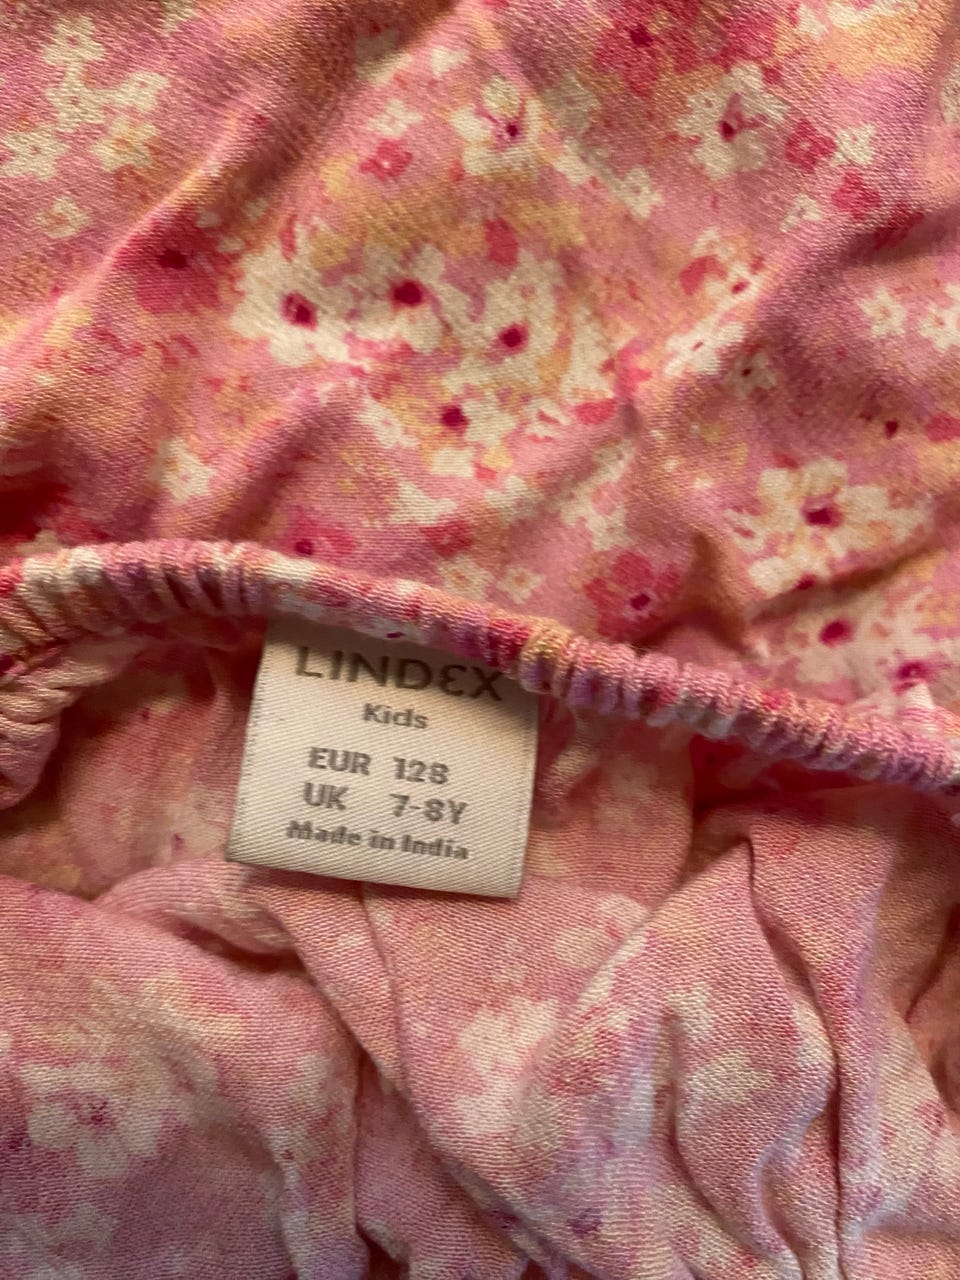 LINDEX
Kids
EUR 128
UK 7-8Y
Made in India